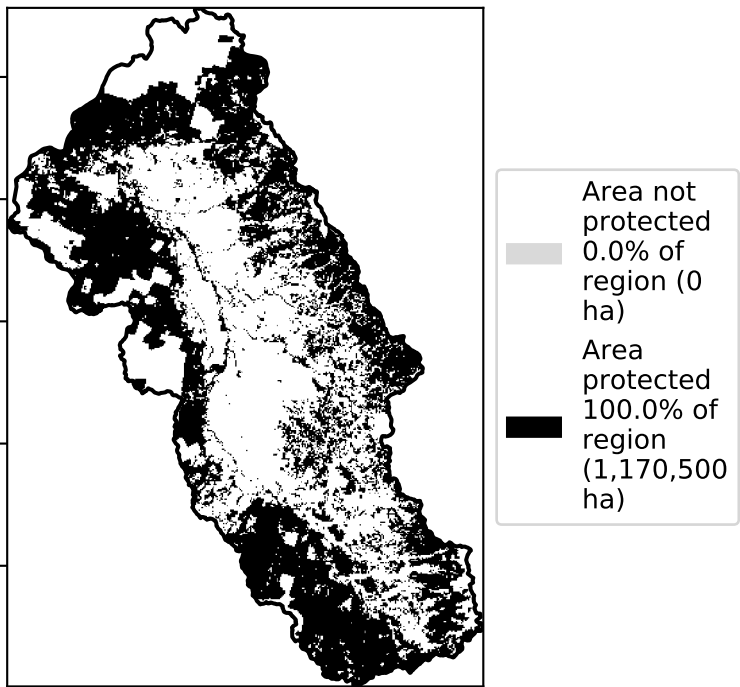 Area not
protected
0.0% of
region (0
ha)
Area
protected
100.0% of
region
(1,170,500
ha)